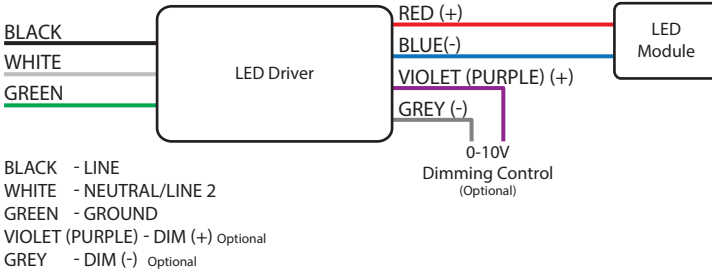 BLACK
WHITE
GREEN
LED Driver
RED (+)
BLUE(-)
VIOLET (PURPLE) (+)
GREY (-)
LED
Module
0-10V
Dimming Control
(Optional)
BLACK - LINE
WHITE - NEUTRAL/LINE 2
GREEN - GROUND
VIOLET (PURPLE) - DIM (+) Optional
GREY - DIM (-) Optional